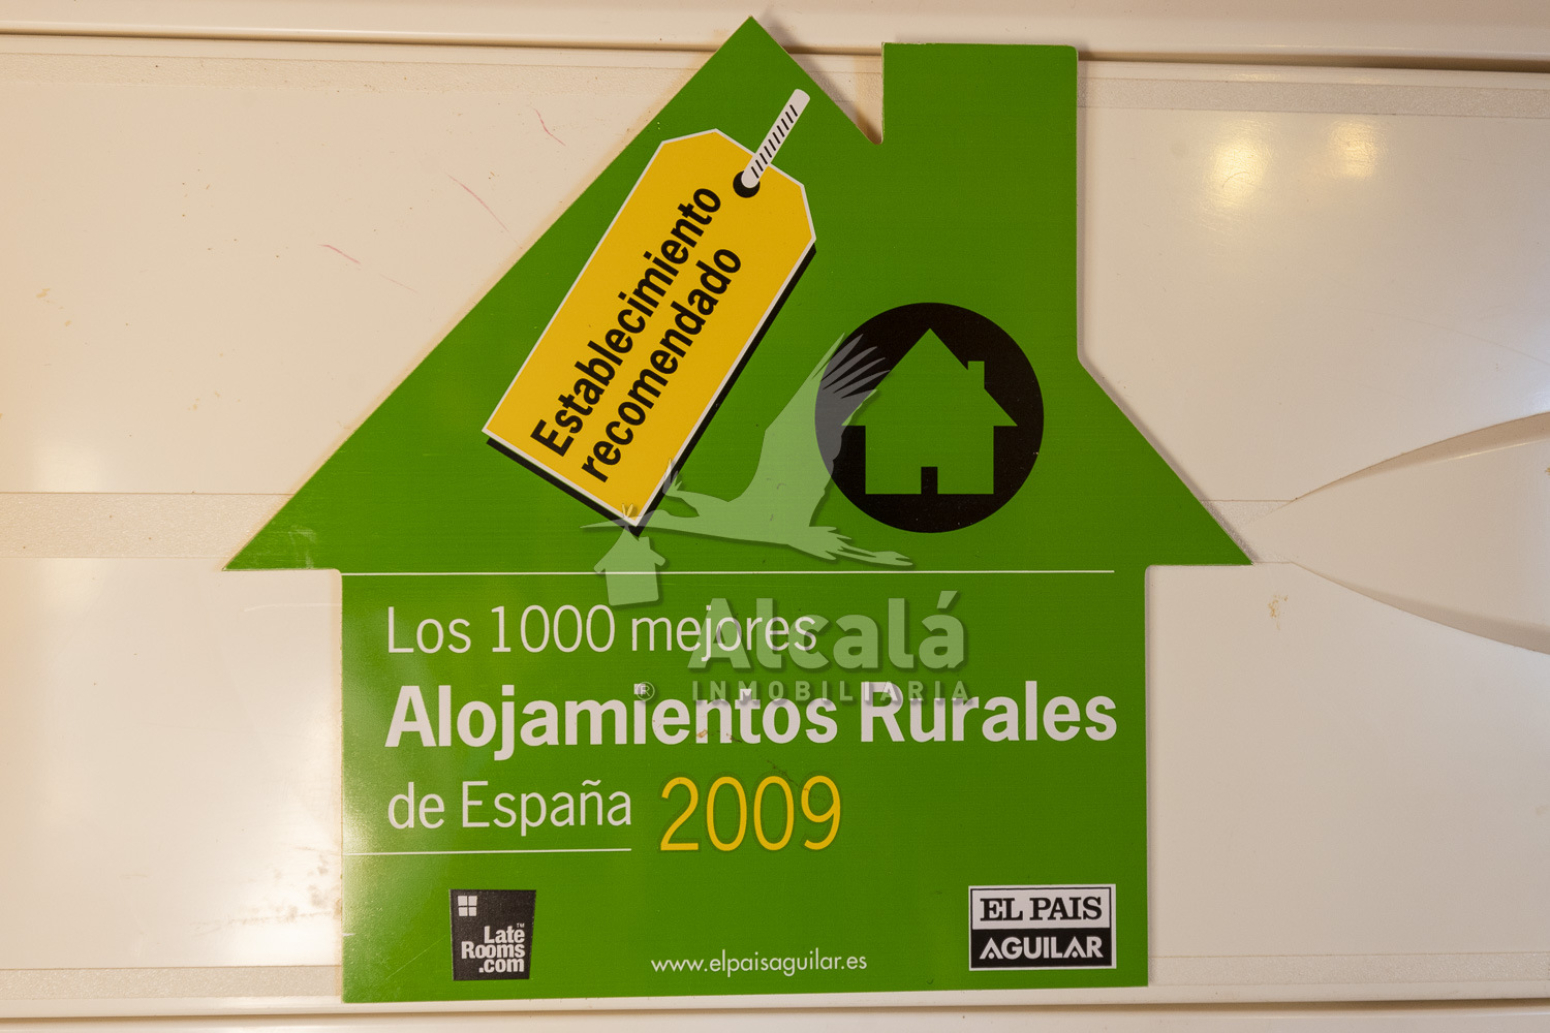 Establecimiento
recomendado
Los 1000 mejores
Alojamientos Rurales
de España 2009
Alcalá
® INMOBILIARIA
Late
Rooms™
.com
www.elpaisaguilar.es
EL PAIS
AGUILAR